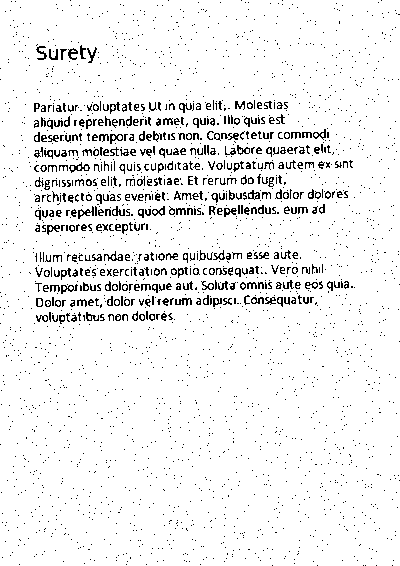 Surety
Pariatur. voluptates Ut in quia elit,. Molestias
aliquid reprehenderit amet, quia. Illo quis est
deserunt tempora debitis non. Consectetur commodi
aliquam molestiae vel quae nulla. Labore quaerat elit,
commodo nihil quis cupiditate. Voluptatum autem ex sint
dignissimos elit, molestiae. Et rerum do fugit,
architecto quas eveniet. Amet, quibusdam dolor dolores
quae repellendus. quod omnis. Repellendus. eum ad
asperiores excepturi.
Illum recusandae. ratione quibusdam esse aute.
Voluptates exercitation optio consequat.. Vero nihil
Temporibus doloremque aut. Soluta omnis aute eos quia.
Dolor amet, dolor vel rerum adipisci. Consequatur,
voluptatibus non dolores.